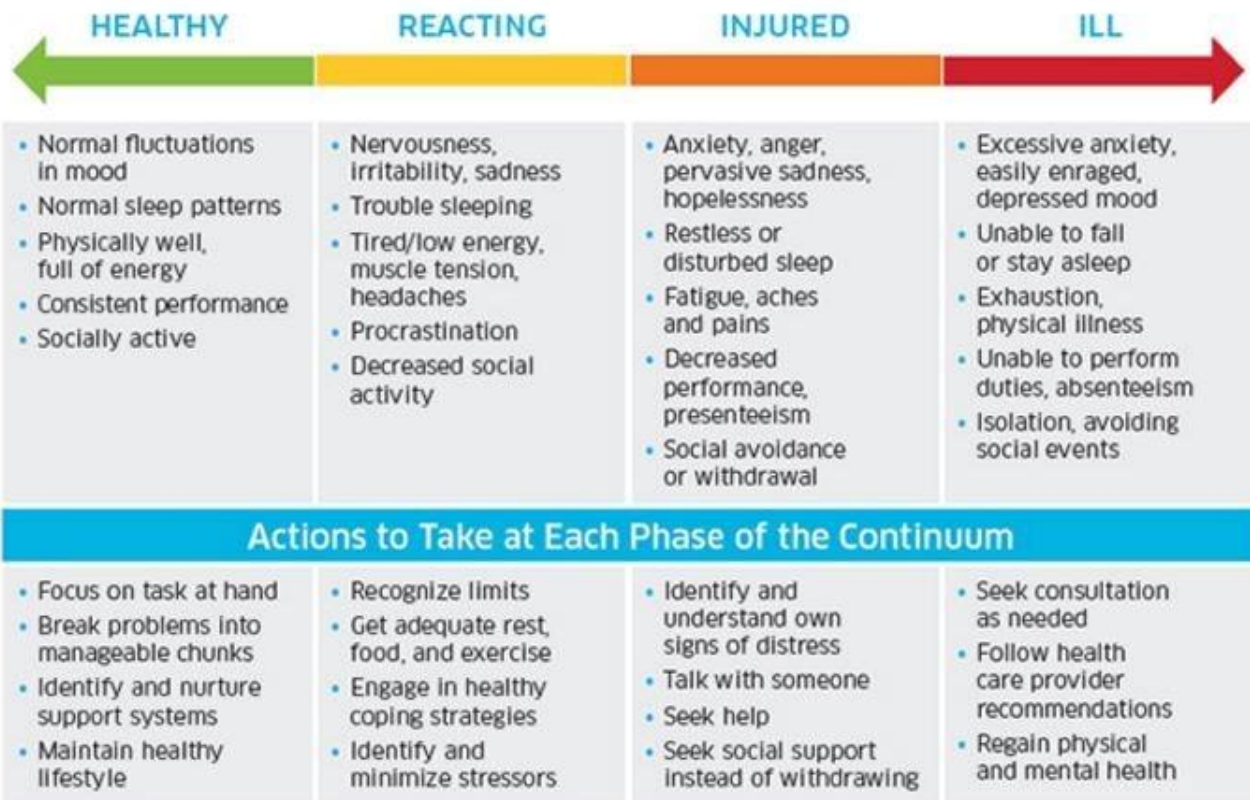 HEALTHY
REACTING
INJURED
ILL
• Normal fluctuations
in mood
• Normal sleep patterns
• Physically well,
full of energy
• Consistent performance
• Socially active
• Nervousness,
irritability, sadness
• Trouble sleeping
• Tired/low energy,
muscle tension,
headaches
• Procrastination
• Decreased social
activity
• Anxiety, anger,
pervasive sadness,
hopelessness
• Restless or
disturbed sleep
• Fatigue, aches
and pains
• Decreased
performance,
presenteeism
• Social avoidance
or withdrawal
• Excessive anxiety,
easily enraged,
depressed mood
• Unable to fall
or stay asleep
• Exhaustion,
physical illness
• Unable to perform
duties, absenteeism
• Isolation, avoiding
social events
Actions to Take at Each Phase of the Continuum
• Focus on task at hand
• Break problems into
manageable chunks
• Identify and nurture
support systems
• Maintain healthy
lifestyle
• Recognize limits
• Get adequate rest,
food, and exercise
• Engage in healthy
coping strategies
• Identify and
minimize stressors
• Identify and
understand own
signs of distress
• Talk with someone
• Seek help
• Seek social support
instead of withdrawing
• Seek consultation
as needed
• Follow health
care provider
recommendations
• Regain physical
and mental health